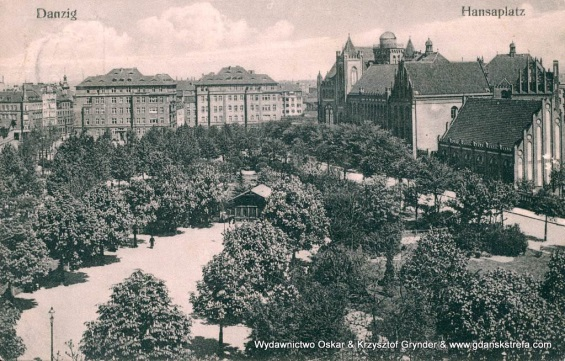 Danzig
Hansaplatz
Wydawnictwo Oskar & Krzysztof Grynder & www.gdanskstrefa.com